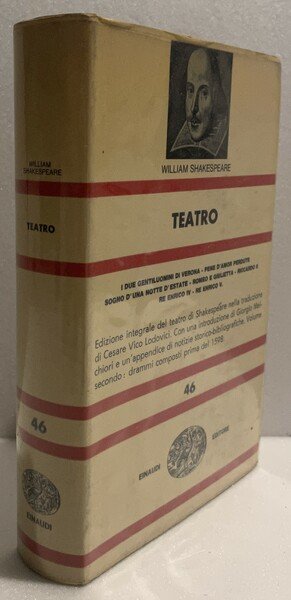 WILLIAM SHAKESPEARE
TEATRO
I DUE GENTILUOMINI DI VERONA - PENE D'AMOR PERDUTE
SOGNO D'UNA NOTTE D'ESTATE - ROMEO E GIULIETTA - RICCARDO II
RE ENRICO IV - RE ENRICO V.
Edizione integrale del teatro di Shakespeare nella traduzione
di Cesare Vico Lodovici. Con una introduzione di Giorgio Mel-
chiori e un'appendice di notizie storico-bibliografiche. Volume
secondo: drammi composti prima del 1598.
46
EINAUDI
EDITORE
WILLIAM
SHAKESPEARE
TEATRO
46
EINAUDI